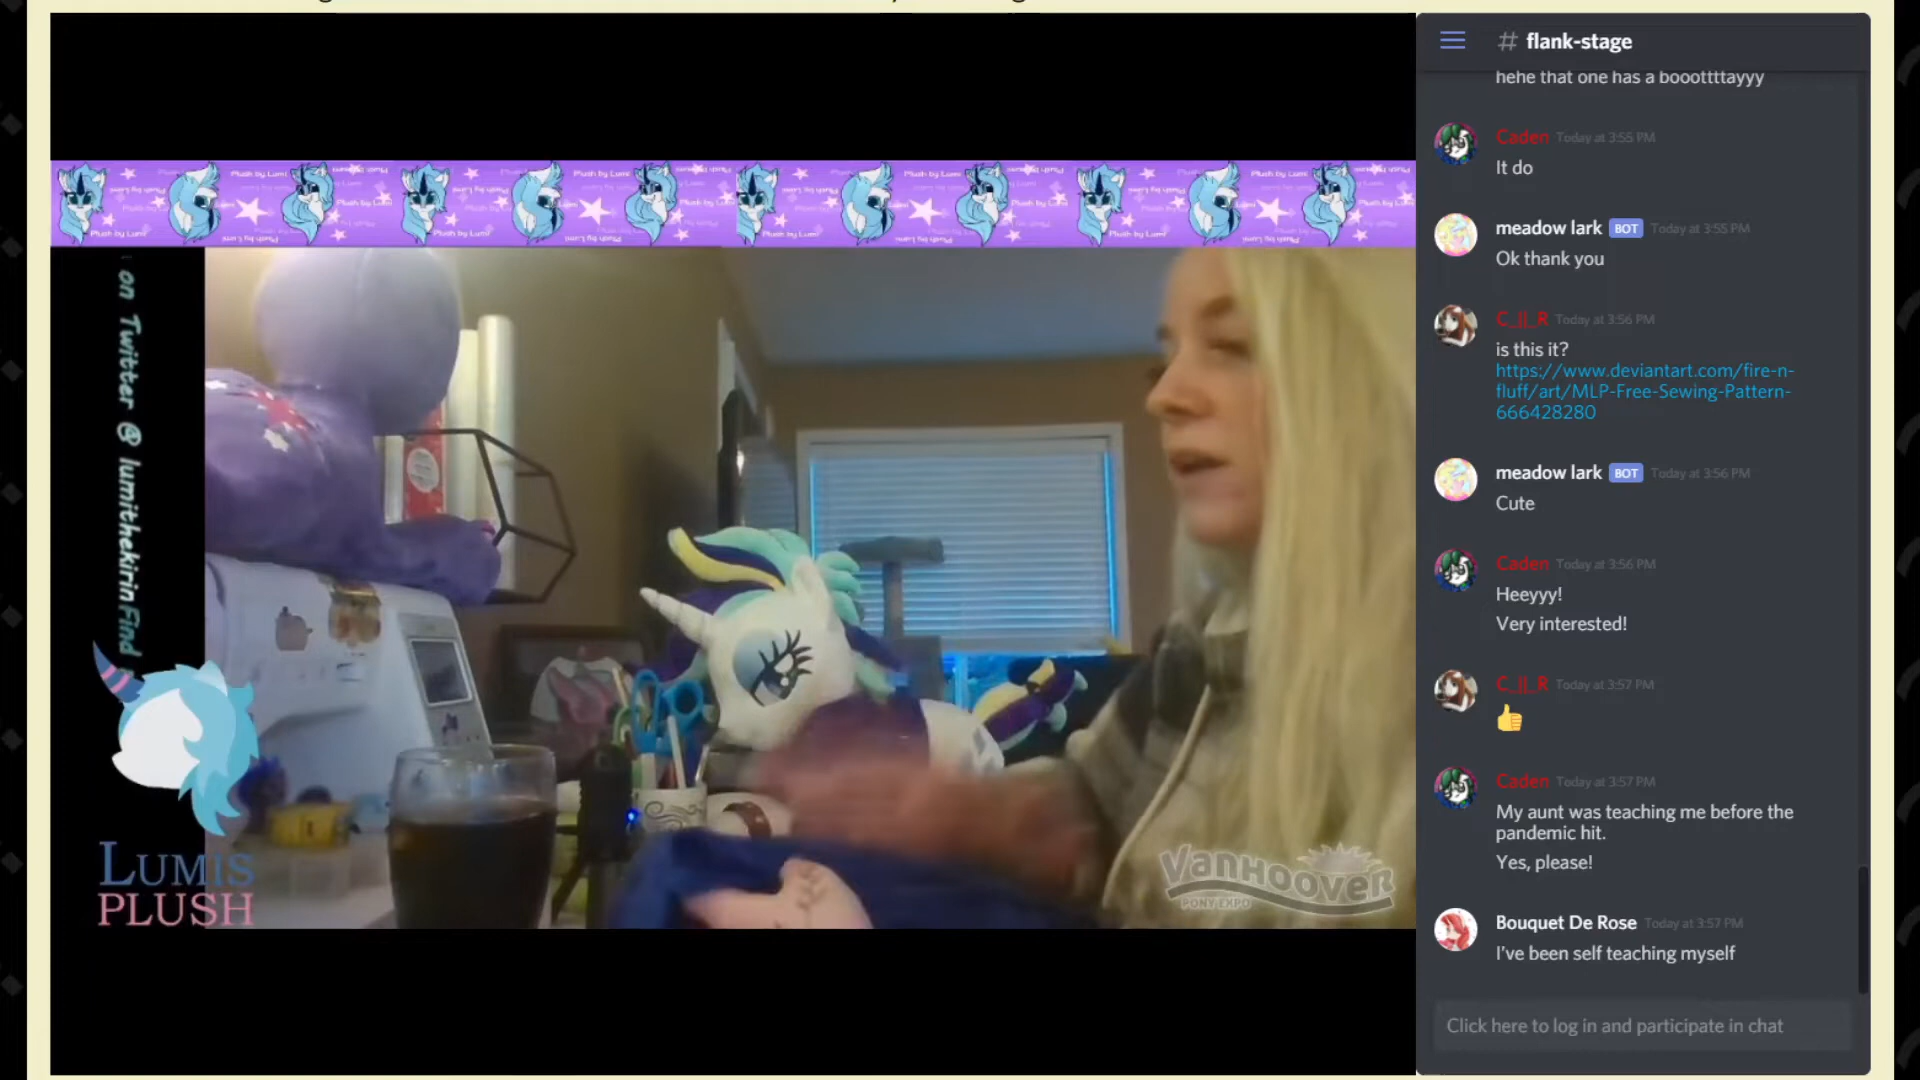 # flank-stage
hehe that one has a boootttayyy
Caden Today at 3:55 PM
It do
meadow lark BOT Today at 3:55 PM
Ok thank you
C_||_R Today at 3:56 PM
is this it?
https://www.deviantart.com/fire-n-
fluff/art/MLP-Free-Sewing-Pattern-
666428280
meadow lark BOT Today at 3:56 PM
Cute
Caden Today at 3:56 PM
Heeyyy!
Very interested!
C_||_R Today at 3:57 PM
Caden Today at 3:57 PM
My aunt was teaching me before the
pandemic hit.
Yes, please!
Bouquet De Rose Today at 3:57 PM
I've been self teaching myself
Click here to log in and participate in chat
Plush by Lumi
on Twitter @ lumithekirin Find
LUMIS
PLUSH
VANHOOVER
PONY EXPO